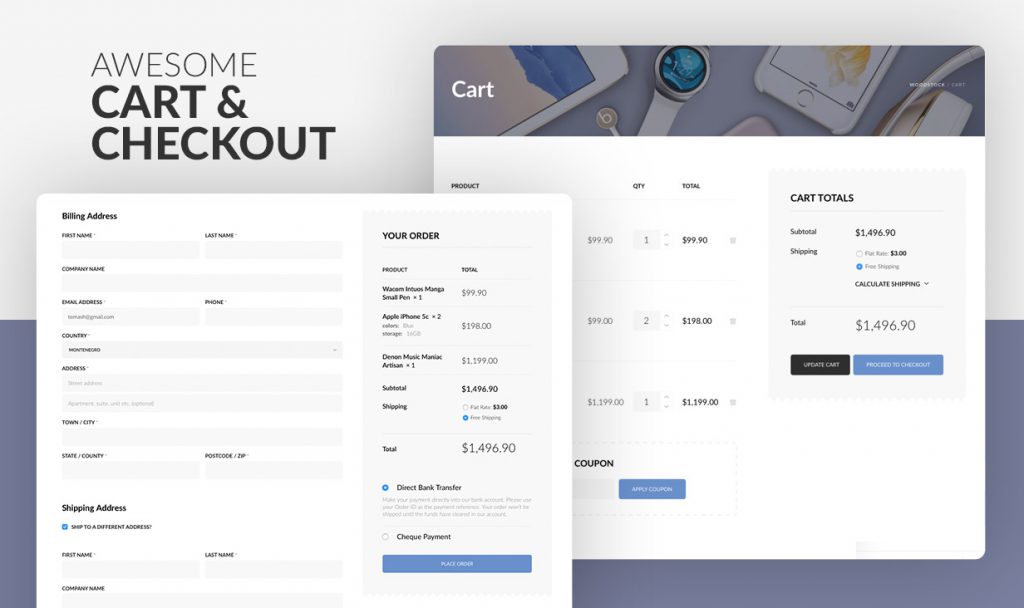 AWESOME
CART &
CHECKOUT
Cart
WOODSTOCK / CART
PRODUCT
QTY
TOTAL
$99.90
1
$99.90
$99.00
2
$198.00
$1,199.00
1
$1,199.00
COUPON
APPLY COUPON
CART TOTALS
Subtotal
$1,496.90
Shipping
Flat Rate: $3.00
Free Shipping
CALCULATE SHIPPING
Total
$1,496.90
UPDATE CART
PROCEED TO CHECKOUT
Billing Address
FIRST NAME *
LAST NAME *
COMPANY NAME
EMAIL ADDRESS *
PHONE *
temash@gmail.com
COUNTRY *
MONTENEGRO
ADDRESS *
Street address
Apartment, suite, unit etc. (optional)
TOWN / CITY *
STATE / COUNTY *
POSTCODE / ZIP *
Shipping Address
SHIP TO A DIFFERENT ADDRESS?
FIRST NAME *
LAST NAME *
COMPANY NAME
YOUR ORDER
PRODUCT
TOTAL
Wacom Intuos Manga
Small Pen × 1
$99.90
Apple iPhone 5c × 2
colors: Blue
storage: 16GB
$198.00
Denon Music Maniac
Artisan × 1
$1,199.00
Subtotal
$1,496.90
Shipping
Flat Rate: $3.00
Free Shipping
Total
$1,496.90
Direct Bank Transfer
Make your payment directly into our bank account. Please use
your Order ID as the payment reference. Your order won't be
shipped until the funds have cleared in our account.
Cheque Payment
PLACE ORDER